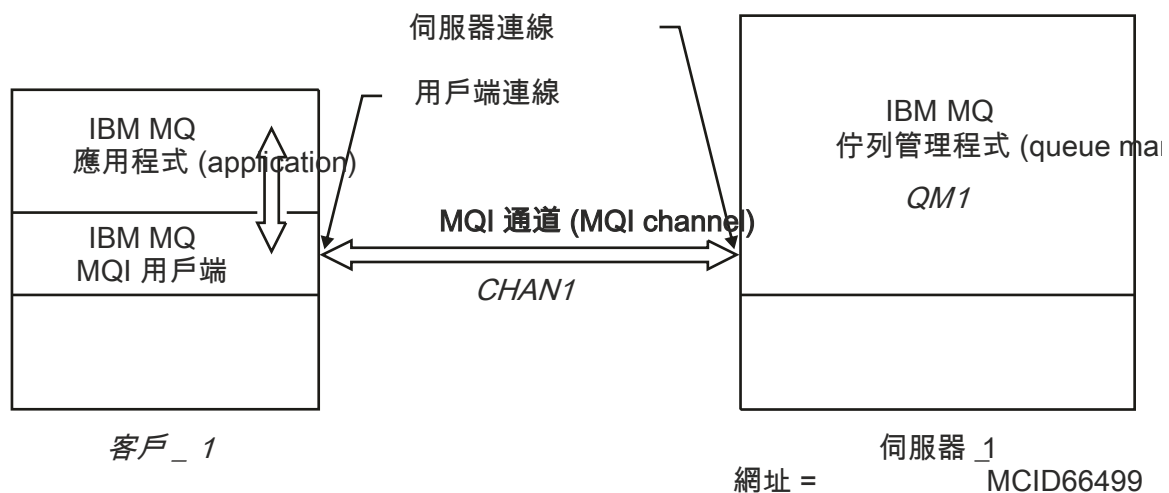 伺服器連線
用戶端連線
IBM MQ
應用程式 (application)
IBM MQ
MQI 用戶端
MQI 通道 (MQI channel)
CHAN1
IBM MQ
佇列管理程式 (queue mar
QM1
客戶 _ 1
伺服器 _1
網址 = MCID66499